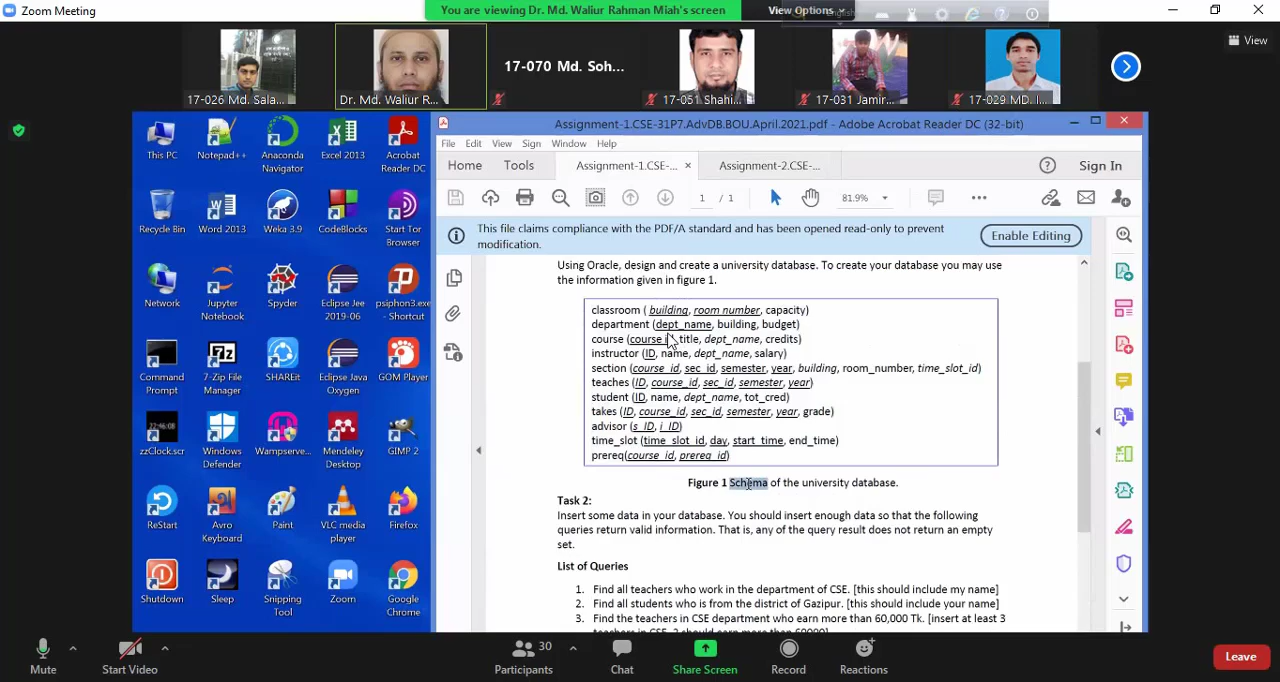 Zoom Meeting
You are viewing Dr. Md. Waliur Rahman Miah's screen
View Options
English
View
17-026 Md. Sala...
Dr. Md. Waliur R...
17-070 Md. Soh...
17-051 Shahi...
17-031 Jamir...
17-029 MD. I...
This PC
Notepad++
Anaconda Navigator
Excel 2013
Acrobat Reader DC
Recycle Bin
Word 2013
Weka 3.9
CodeBlocks
Start Tor Browser
Network
Jupyter Notebook
Spyder
Eclipse Jee 2019-06
psiphon3.exe - Shortcut
Command Prompt
7-Zip File Manager
SHAREit
Eclipse Java Oxygen
GOM Player
22:46:08
zzClock.scr
Windows Defender
Wampserve...
Mendeley Desktop
GIMP 2
ReStart
Avro Keyboard
Paint
VLC media player
Firefox
Shutdown
Sleep
Snipping Tool
Zoom
Google Chrome
Assignment-1.CSE-31P7.AdvDB.BOU.April.2021.pdf - Adobe Acrobat Reader DC (32-bit)
File Edit View Sign Window Help
Home Tools Assignment-1.CSE-... × Assignment-2.CSE-... Sign In
1 / 1 81.9%
This file claims compliance with the PDF/A standard and has been opened read-only to prevent
modification.
Enable Editing
Using Oracle, design and create a university database. To create your database you may use
the information given in figure 1.
classroom ( building, room number, capacity)
department (dept_name, building, budget)
course (course_i title, dept_name, credits)
instructor (ID, name, dept_name, salary)
section (course_id, sec_id, semester, year, building, room_number, time_slot_id)
teaches (ID, course_id, sec_id, semester, year)
student (ID, name, dept_name, tot_cred)
takes (ID, course_id, sec_id, semester, year, grade)
advisor (s_ID, i_ID)
time_slot (time_slot_id, day, start_time, end_time)
prereq(course_id, prereq_id)
Figure 1 Schema of the university database.
Task 2:
Insert some data in your database. You should insert enough data so that the following
queries return valid information. That is, any of the query result does not return an empty
set.
List of Queries
1. Find all teachers who work in the department of CSE. [this should include my name]
2. Find all students who is from the district of Gazipur. [this should include your name]
3. Find the teachers in CSE department who earn more than 60,000 Tk. [insert at least 3
teachers in CSE, 2 should earn more than 60000]
Mute
Start Video
Participants
30
Chat
Share Screen
Record
Reactions
Leave